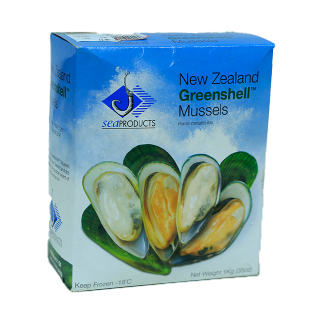 seaPRODUCTS
New Zealand
Greenshell™
Mussels
Keep Frozen -18°C
Net Weight 1Kg (35oz)